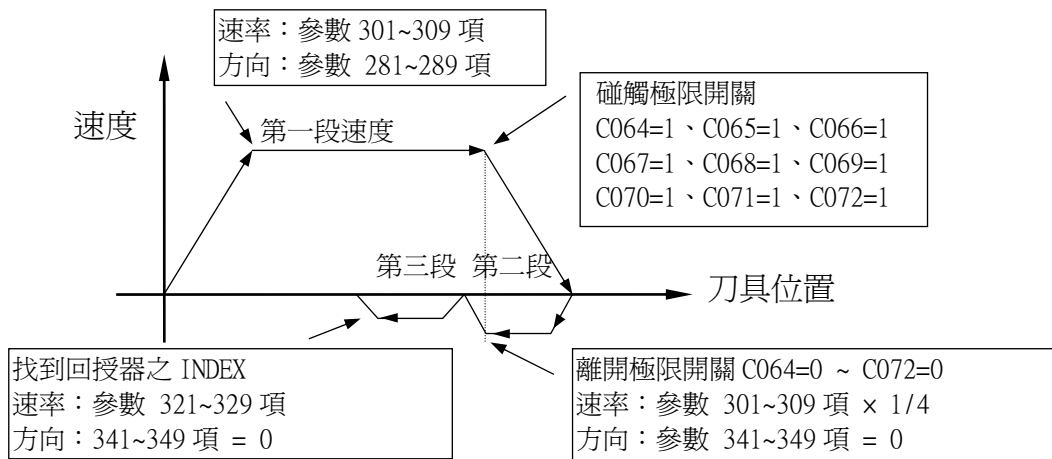 速率：參數 301~309 項
方向：參數 281~289 項
碰觸極限開關
C064=1、C065=1、C066=1
C067=1、C068=1、C069=1
C070=1、C071=1、C072=1
速度
第一段速度
第三段 第二段
刀具位置
找到回授器之 INDEX
速率：參數 321~329 項
方向：341~349 項 = 0
離開極限開關 C064=0 ~ C072=0
速率：參數 301~309 項 × 1/4
方向：參數 341~349 項 = 0